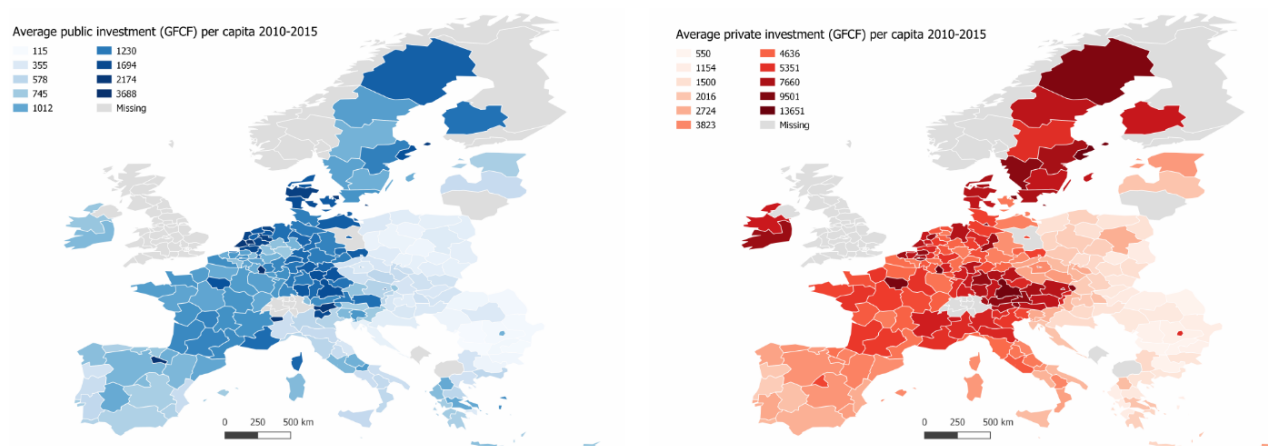 Average public investment (GFCF) per capita 2010-2015
115 1230
355 1694
578 2174
745 3688
1012 Missing
0 250 500 km
Average private investment (GFCF) per capita 2010-2015
550 4636
1154 5351
1500 7660
2016 9501
2724 13651
3823 Missing
0 250 500 km